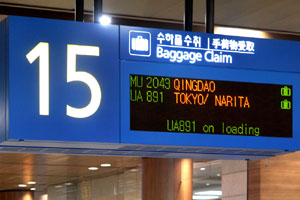 15
수하물수취 / 手荷物受取
Baggage Claim
MU 2043 QINGDAO
UA 891 TOKYO/ NARITA
UA891 on loading
15